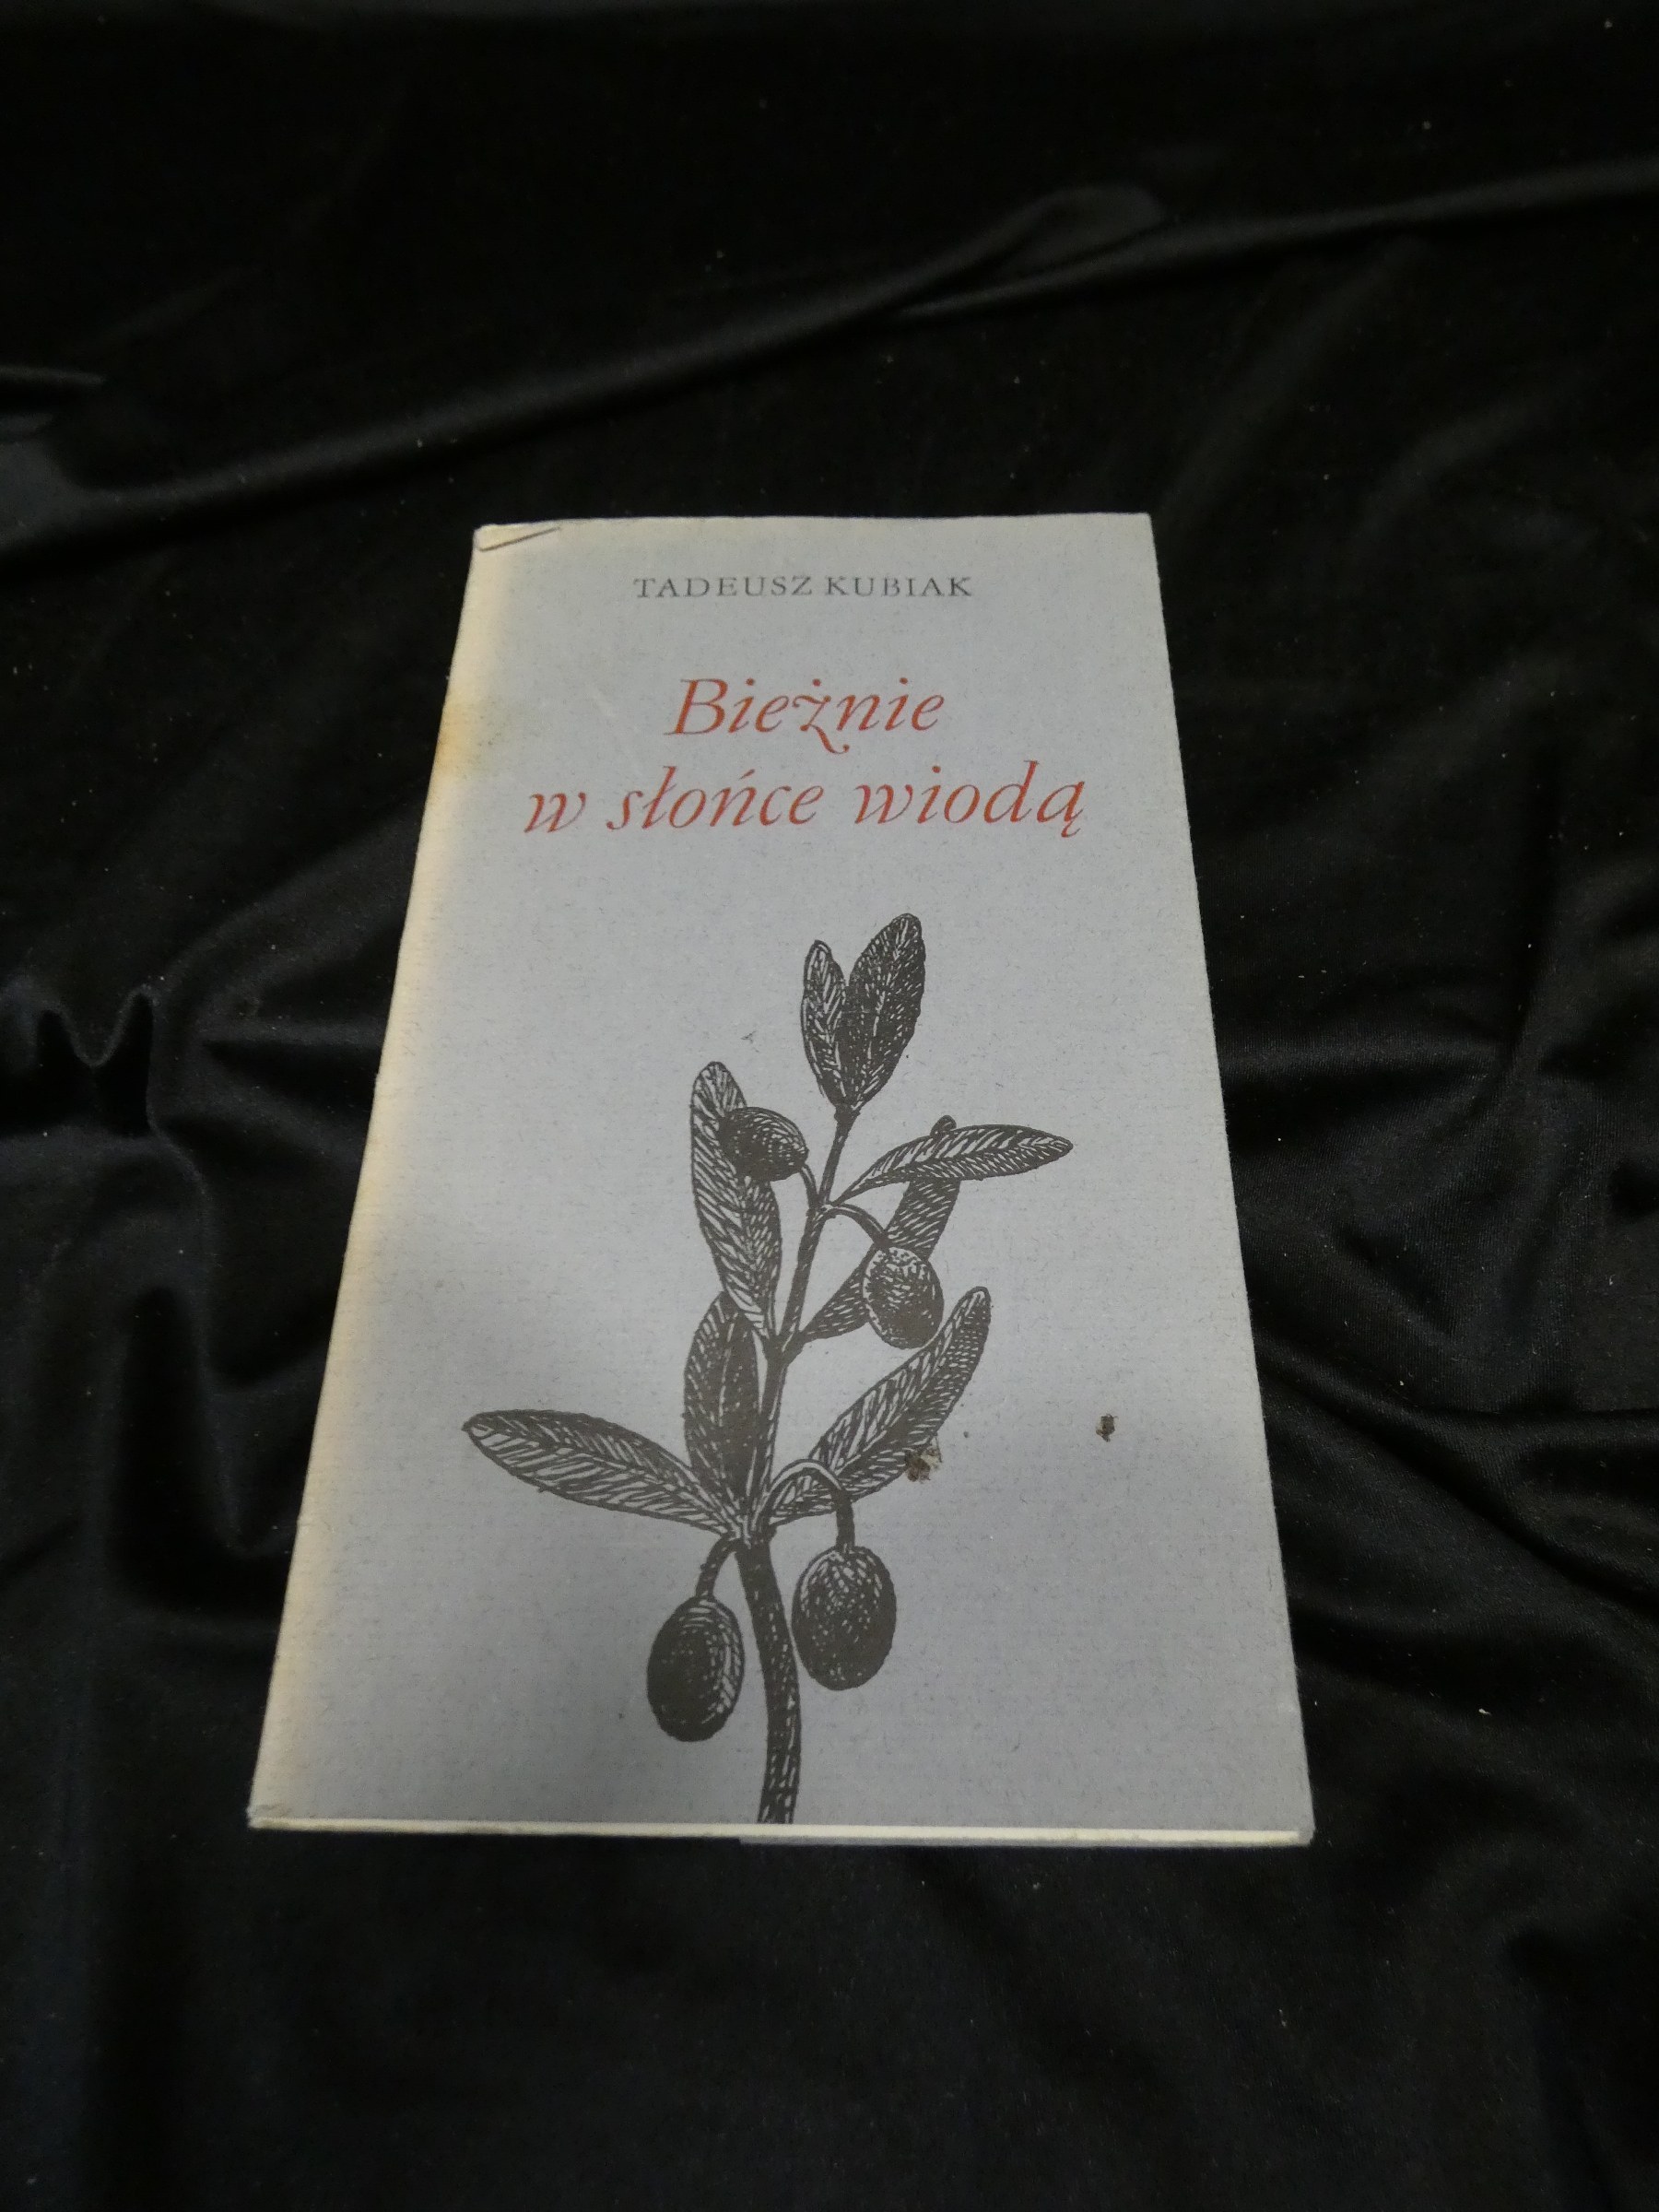 TADEUSZ KUBIAK
Bieżnie
w słońce wiodą